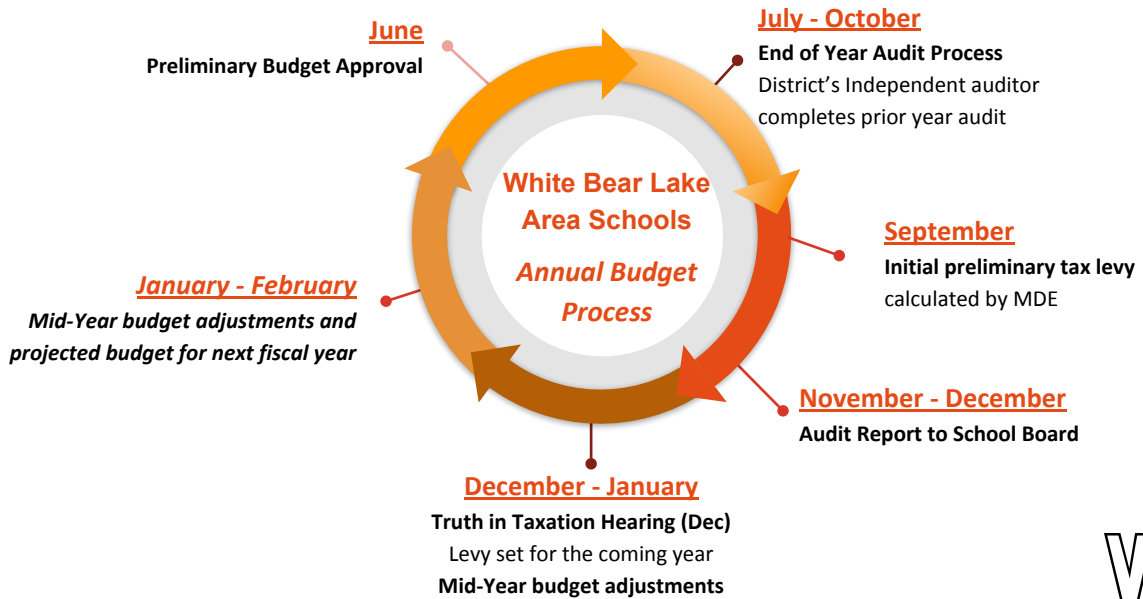 June
Preliminary Budget Approval
July - October
End of Year Audit Process
District's Independent auditor
completes prior year audit
White Bear Lake
Area Schools
Annual Budget
Process
September
Initial preliminary tax levy
calculated by MDE
January - February
Mid-Year budget adjustments and
projected budget for next fiscal year
November - December
Audit Report to School Board
December - January
Truth in Taxation Hearing (Dec)
Levy set for the coming year
Mid-Year budget adjustments